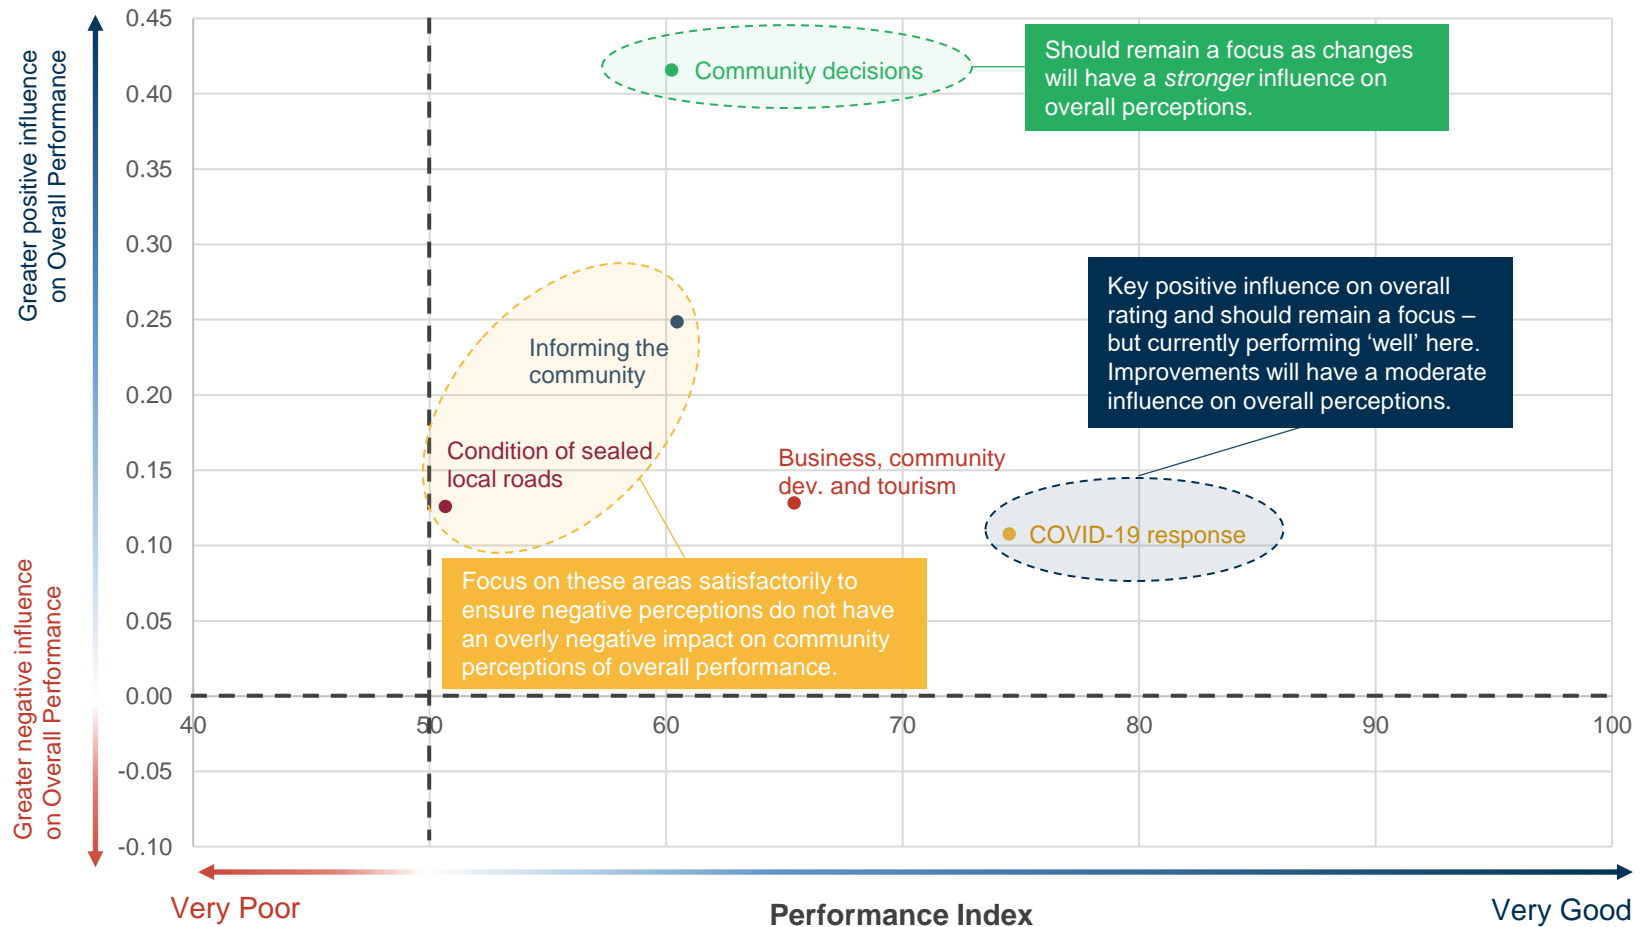 Greater positive influence
on Overall Performance
Greater negative influence
on Overall Performance
0.45
0.40
0.35
0.30
0.25
0.20
0.15
0.10
0.05
0.00
-0.05
-0.10
40
50
60
70
80
90
100
Community decisions
Should remain a focus as changes
will have a stronger influence on
overall perceptions.
Informing the
community
Condition of sealed
local roads
Business, community
dev. and tourism
Key positive influence on overall
rating and should remain a focus –
but currently performing ‘well’ here.
Improvements will have a moderate
influence on overall perceptions.
COVID-19 response
Focus on these areas satisfactorily to
ensure negative perceptions do not have
an overly negative impact on community
perceptions of overall performance.
Very Poor
Performance Index
Very Good